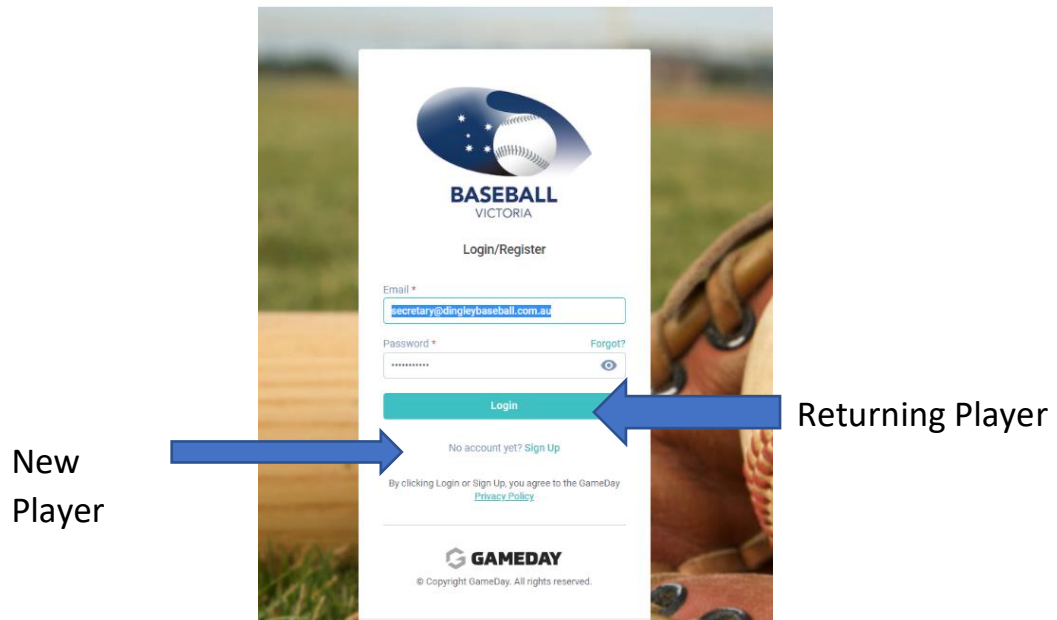 BASEBALL
VICTORIA
Login/Register
Email *
secretary@dingleybaseball.com.au
Password *
Forgot?
•••••••••••
Login
Returning Player
No account yet? Sign Up
New
Player
By clicking Login or Sign Up, you agree to the GameDay
Privacy Policy
GAMEDAY
© Copyright GameDay. All rights reserved.